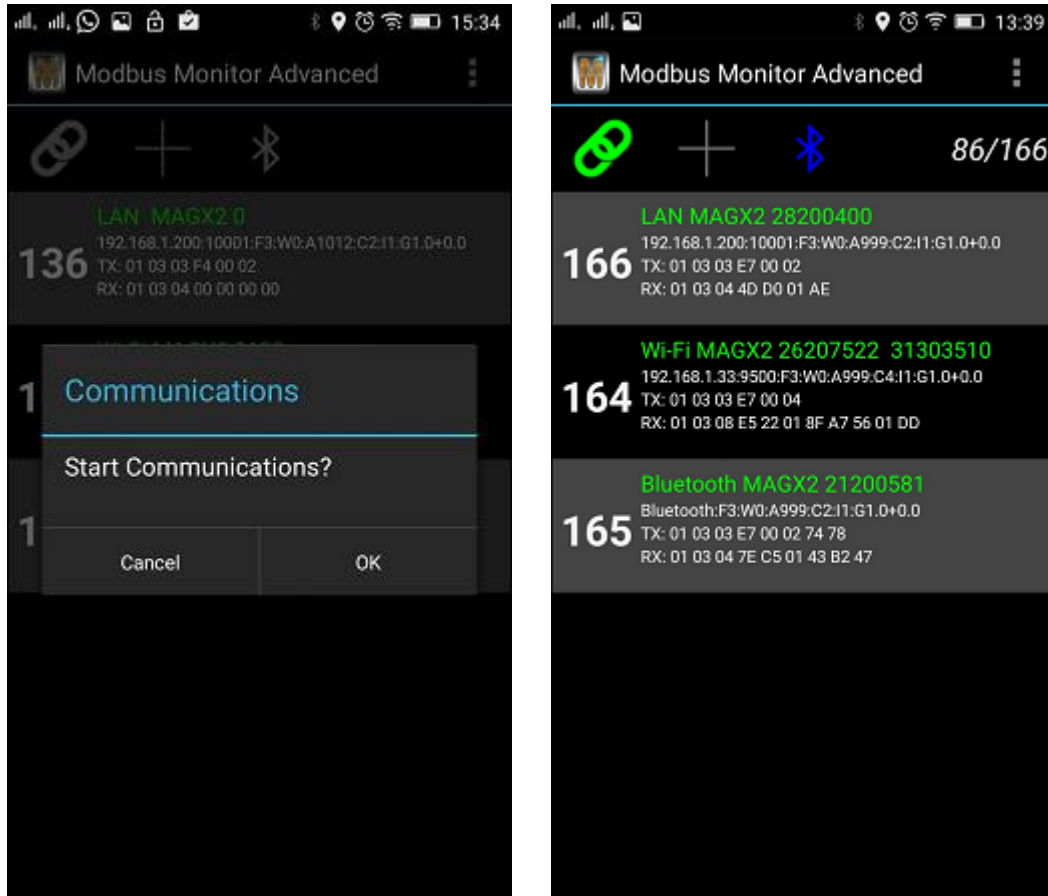 15:34
Modbus Monitor Advanced
LAN MAGX2 0
192.168.1.200:10001:F3:W0:A1012:C2:I1:G1.0+0.0
136
TX: 01 03 03 F4 00 02
RX: 01 03 04 00 00 00 00
1
Communications
Start Communications?
1
Cancel
OK
13:39
Modbus Monitor Advanced
86/166
LAN MAGX2 28200400
192.168.1.200:10001:F3:W0:A999:C2:I1:G1.0+0.0
166
TX: 01 03 03 E7 00 02
RX: 01 03 04 4D D0 01 AE
Wi-Fi MAGX2 26207522 31303510
192.168.1.33:9500:F3:W0:A999:C4:I1:G1.0+0.0
164
TX: 01 03 03 E7 00 04
RX: 01 03 08 E5 22 01 8F A7 56 01 DD
Bluetooth MAGX2 21200581
Bluetooth:F3:W0:A999:C2:I1:G1.0+0.0
165
TX: 01 03 03 E7 00 02 74 78
RX: 01 03 04 7E C5 01 43 B2 47